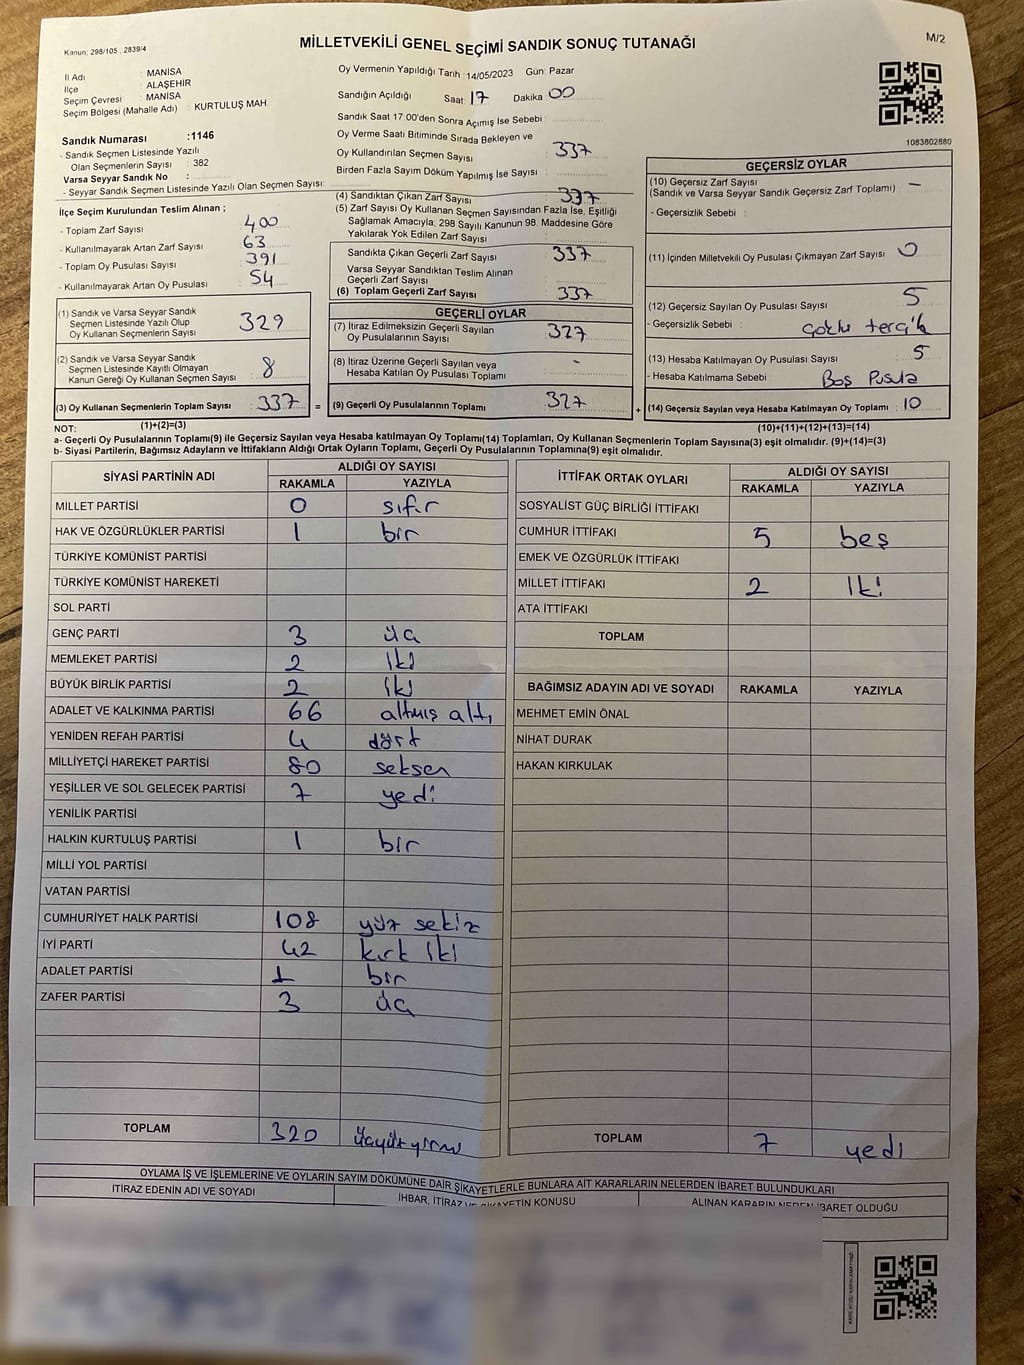 Kanun: 298/105 , 2839/4
MİLLETVEKİLİ GENEL SEÇİMİ SANDIK SONUÇ TUTANAĞI
M/2
İl Adı : MANİSA
İlçe : ALAŞEHİR
Seçim Çevresi : MANİSA
Seçim Bölgesi (Mahalle Adı) : KURTULUŞ MAH
Sandık Numarası :1146
- Sandık Seçmen Listesinde Yazılı
Olan Seçmenlerin Sayısı : 382
Varsa Seyyar Sandık No :
- Seyyar Sandık Seçmen Listesinde Yazılı Olan Seçmen Sayısı:
İlçe Seçim Kurulundan Teslim Alınan ;
- Toplam Zarf Sayısı : 400
- Kullanılmayarak Artan Zarf Sayısı : 63
- Toplam Oy Pusulası Sayısı : 391
- Kullanılmayarak Artan Oy Pusulası : 54
(1) Sandık ve Varsa Seyyar Sandık
Seçmen Listesinde Yazılı Olup
Oy Kullanan Seçmenlerin Sayısı : 329
(2) Sandık ve Varsa Seyyar Sandık
Seçmen Listesinde Kayıtlı Olmayan
Kanun Gereği Oy Kullanan Seçmen Sayısı : 8
(3) Oy Kullanan Seçmenlerin Toplam Sayısı : 337
(1)+(2)=(3)
Oy Vermenin Yapıldığı Tarih : 14/05/2023 Gün: Pazar
Sandığın Açıldığı Saat : 17 Dakika : 00
Sandık Saat 17:00'den Sonra Açımış İse Sebebi :
Oy Verme Saati Bitiminde Sırada Bekleyen ve
Oy Kullandırılan Seçmen Sayısı : 337
Birden Fazla Sayım Döküm Yapılmış İse Sayısı :
(4) Sandıktan Çıkan Zarf Sayısı : 337
(5) Zarf Sayısı Oy Kullanan Seçmen Sayısından Fazla İse, Eşitliği
Sağlamak Amacıyla, 298 Sayılı Kanunun 98. Maddesine Göre
Yakılarak Yok Edilen Zarf Sayısı :
Sandıkta Çıkan Geçerli Zarf Sayısı : 337
Varsa Seyyar Sandıktan Teslim Alınan
Geçerli Zarf Sayısı :
(6) Toplam Geçerli Zarf Sayısı : 337
GEÇERLİ OYLAR
(7) İtiraz Edilmeksizin Geçerli Sayılan
Oy Pusulalarının Sayısı : 327
(8) İtiraz Üzerine Geçerli Sayılan veya
Hesaba Katılan Oy Pusulası Toplamı : -
= (9) Geçerli Oy Pusulalarının Toplamı : 327 +
1083802880
GEÇERSİZ OYLAR
(10) Geçersiz Zarf Sayısı : -
(Sandık ve Varsa Seyyar Sandık Geçersiz Zarf Toplamı)
- Geçersizlik Sebebi :
(11) İçinden Milletvekili Oy Pusulası Çıkmayan Zarf Sayısı : 0
(12) Geçersiz Sayılan Oy Pusulası Sayısı : 5
- Geçersizlik Sebebi : çoklu tercih
(13) Hesaba Katılmayan Oy Pusulası Sayısı : 5
- Hesaba Katılmama Sebebi : Boş Pusula
(14) Geçersiz Sayılan veya Hesaba Katılmayan Oy Toplamı : 10
(10)+(11)+(12)+(13)=(14)
NOT:
a- Geçerli Oy Pusulalarının Toplamı(9) ile Geçersiz Sayılan veya Hesaba katılmayan Oy Toplamı(14) Toplamları, Oy Kullanan Seçmenlerin Toplam Sayısına(3) eşit olmalıdır. (9)+(14)=(3)
b- Siyasi Partilerin, Bağımsız Adayların ve İttifakların Aldığı Ortak Oyların Toplamı, Geçerli Oy Pusulalarının Toplamına(9) eşit olmalıdır.
SİYASİ PARTİNİN ADI ALDIĞI OY SAYISI
RAKAMLA YAZIYLA
MİLLET PARTİSİ 0 sıfır
HAK VE ÖZGÜRLÜKLER PARTİSİ 1 bir
TÜRKİYE KOMÜNİST PARTİSİ
TÜRKİYE KOMÜNİST HAREKETİ
SOL PARTİ
GENÇ PARTİ 3 üç
MEMLEKET PARTİSİ 2 iki
BÜYÜK BİRLİK PARTİSİ 2 iki
ADALET VE KALKINMA PARTİSİ 66 altmış altı
YENİDEN REFAH PARTİSİ 4 dört
MİLLİYETÇİ HAREKET PARTİSİ 80 seksen
YEŞİLLER VE SOL GELECEK PARTİSİ 7 yedi
YENİLİK PARTİSİ
HALKIN KURTULUŞ PARTİSİ 1 bir
MİLLİ YOL PARTİSİ
VATAN PARTİSİ
CUMHURİYET HALK PARTİSİ 108 yüz sekiz
İYİ PARTİ 42 kırk iki
ADALET PARTİSİ 1 bir
ZAFER PARTİSİ 3 üç
TOPLAM 320 üçyüzyirmi
İTTİFAK ORTAK OYLARI ALDIĞI OY SAYISI
RAKAMLA YAZIYLA
SOSYALİST GÜÇ BİRLİĞİ İTTİFAKI
CUMHUR İTTİFAKI 5 beş
EMEK VE ÖZGÜRLÜK İTTİFAKI
MİLLET İTTİFAKI 2 iki
ATA İTTİFAKI
TOPLAM
BAĞIMSIZ ADAYIN ADI VE SOYADI RAKAMLA YAZIYLA
MEHMET EMİN ÖNAL
NİHAT DURAK
HAKAN KIRKULAK
TOPLAM 7 yedi
OYLAMA İŞ VE İŞLEMLERİNE VE OYLARIN SAYIM DÖKÜMÜNE DAİR ŞİKAYETLERLE BUNLARA AİT KARARLARIN NELERDEN İBARET BULUNDUKLARI
İTİRAZ EDENİN ADI VE SOYADI
İHBAR, İTİRAZ VE ŞİKAYETİN KONUSU
ALINAN KARARIN NEDEN İBARET OLDUĞU